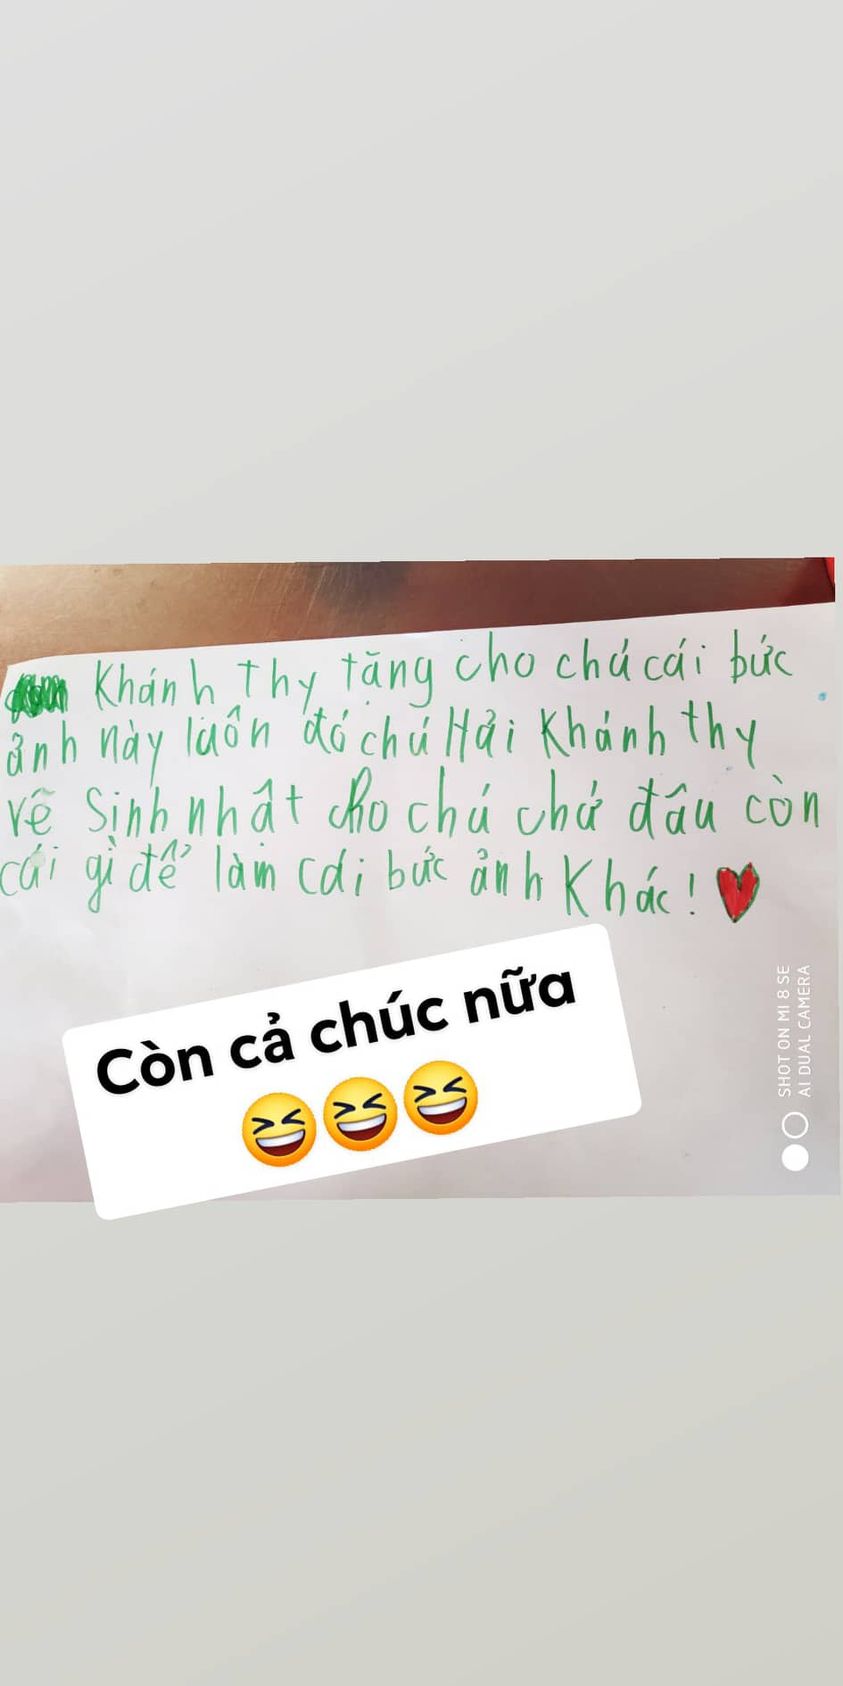 Khánh thy tặng cho chú cái bức
ảnh này luôn đó chú Hải Khánh thy
vẽ Sinh nhật cho chú chứ đâu còn
cái gì để làm cái bức ảnh Khác!
Còn cả chúc nữa
SHOT ON MI 8 SE
AI DUAL CAMERA